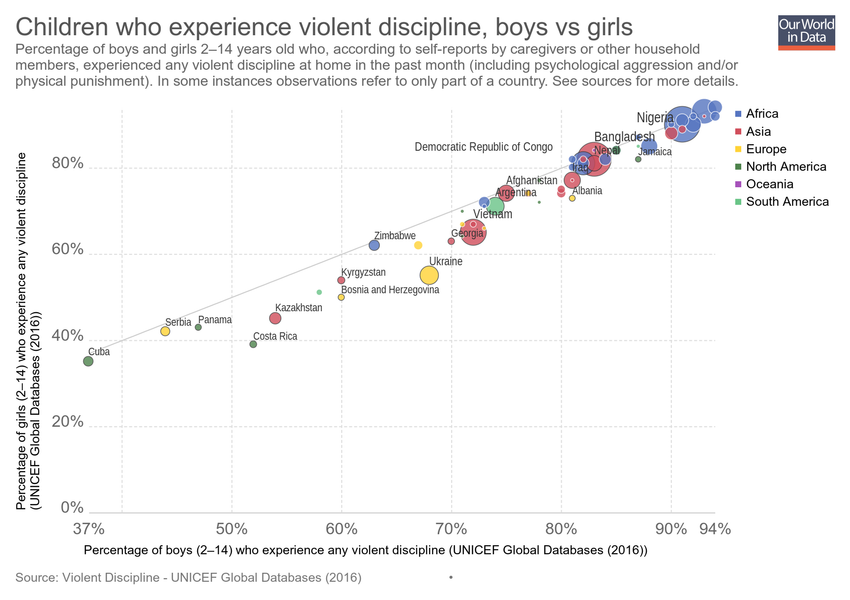 Children who experience violent discipline, boys vs girls
Our World
in Data
Percentage of boys and girls 2–14 years old who, according to self-reports by caregivers or other household
members, experienced any violent discipline at home in the past month (including psychological aggression and/or
physical punishment). In some instances observations refer to only part of a country. See sources for more details.
Africa
Asia
Europe
North America
Oceania
South America
Percentage of girls (2–14) who experience any violent discipline
(UNICEF Global Databases (2016))
80%
60%
40%
20%
0%
Nigeria
Bangladesh
Democratic Republic of Congo
Nepal
Jamaica
Iraq
Afghanistan
Argentina
Albania
Vietnam
Georgia
Zimbabwe
Ukraine
Kyrgyzstan
Bosnia and Herzegovina
Kazakhstan
Serbia
Panama
Costa Rica
Cuba
37%
50%
60%
70%
80%
90%
94%
Percentage of boys (2–14) who experience any violent discipline (UNICEF Global Databases (2016))
Source: Violent Discipline - UNICEF Global Databases (2016)
•